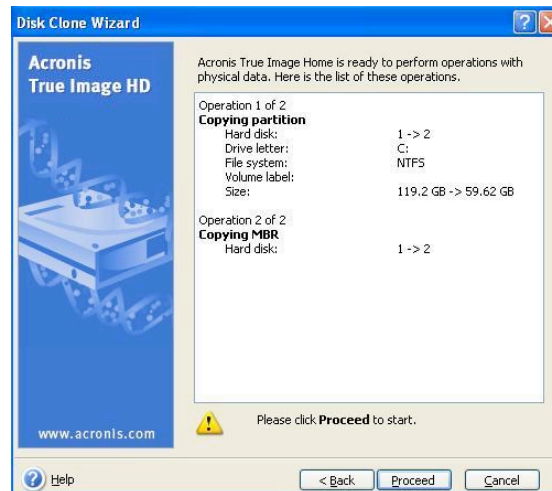 Disk Clone Wizard
Acronis
True Image HD
www.acronis.com
Acronis True Image Home is ready to perform operations with
physical data. Here is the list of these operations.
Operation 1 of 2
Copying partition
Hard disk: 1 -> 2
Drive letter: C:
File system: NTFS
Volume label:
Size: 119.2 GB -> 59.62 GB
Operation 2 of 2
Copying MBR
Hard disk: 1 -> 2
Please click Proceed to start.
Help
< Back
Proceed
Cancel